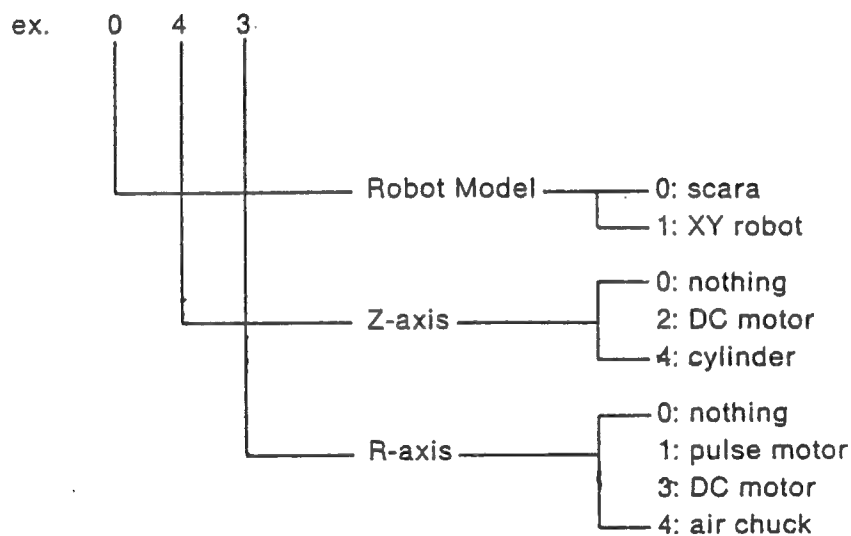 ex. 0 4 3
Robot Model
0: scara
1: XY robot
Z-axis
0: nothing
2: DC motor
4: cylinder
R-axis
0: nothing
1: pulse motor
3: DC motor
4: air chuck